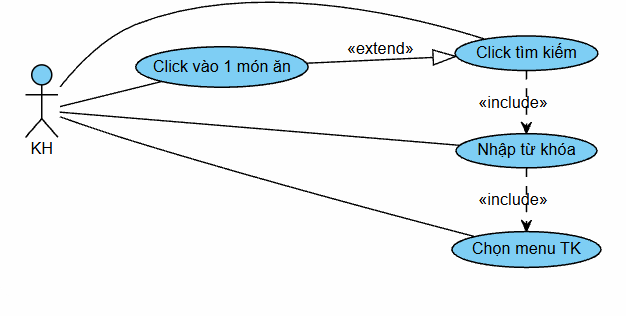 «extend»
Click tìm kiếm
Click vào 1 món ăn
«include»
KH
Nhập từ khóa
«include»
Chọn menu TK